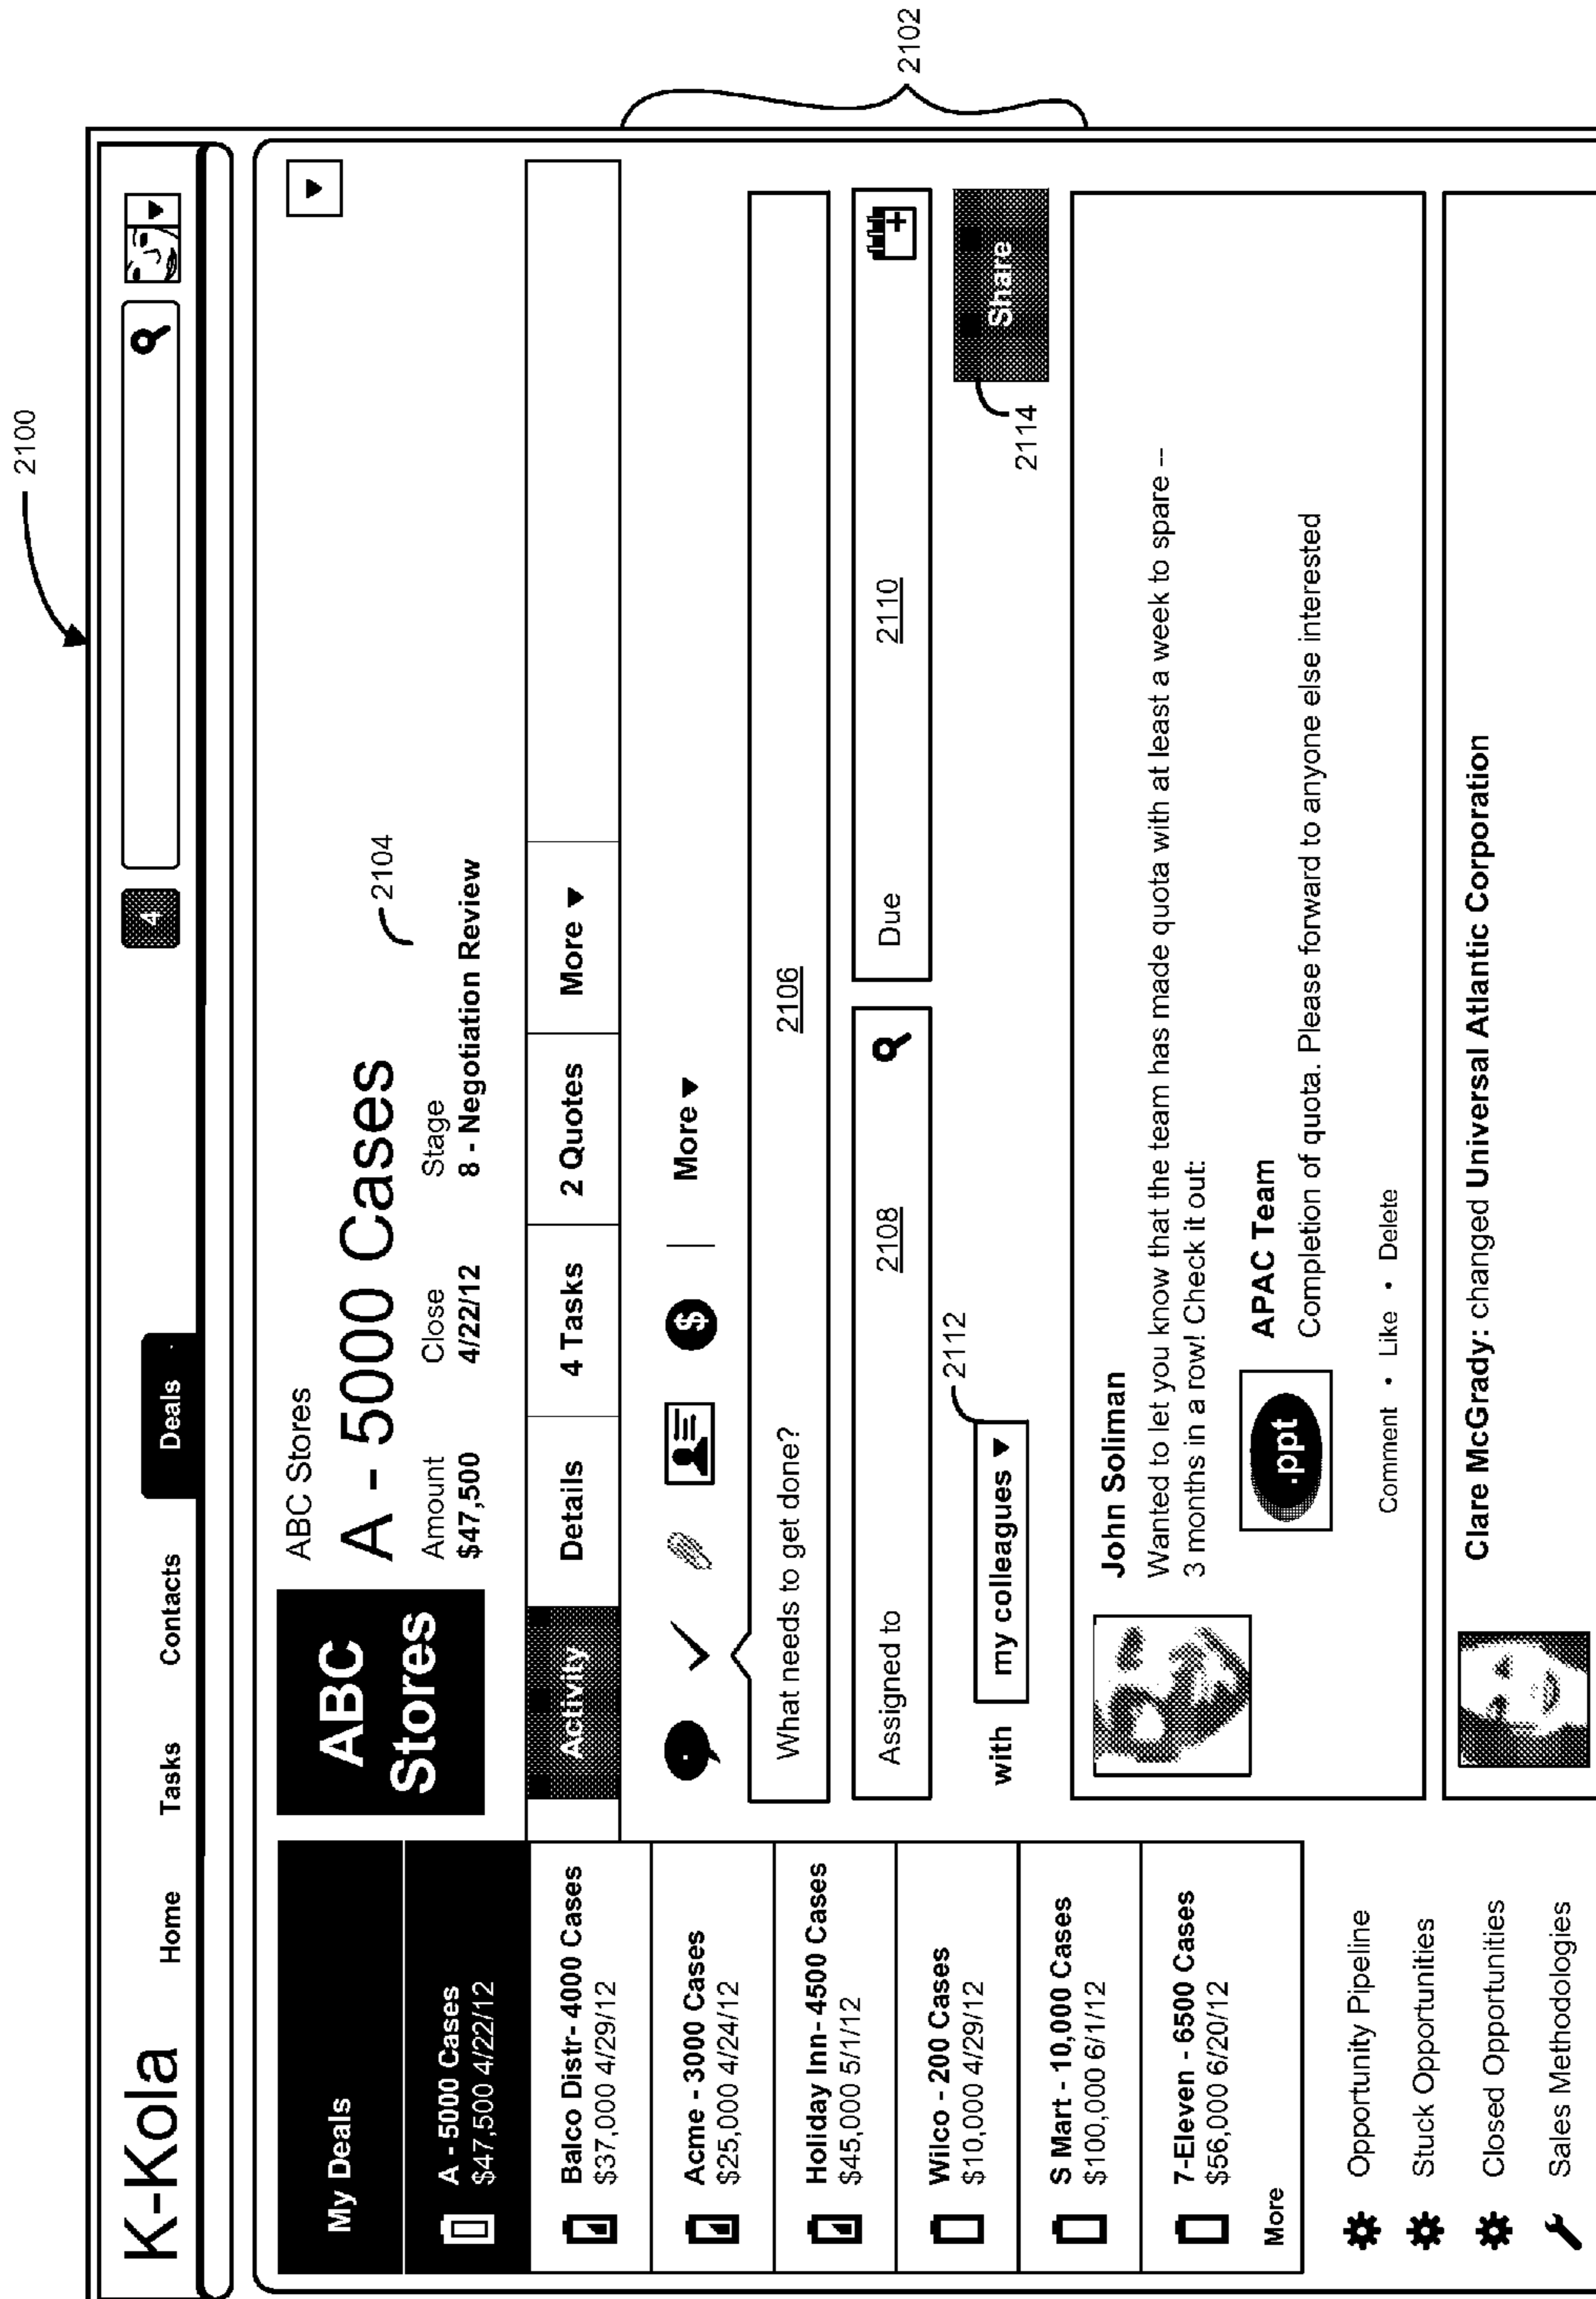 2100
K-Kola
Home
Tasks
Contacts
Deals
4
My Deals
A - 5000 Cases
$47,500 4/22/12
Balco Distr- 4000 Cases
$37,000 4/29/12
Acme - 3000 Cases
$25,000 4/24/12
Holiday Inn- 4500 Cases
$45,000 5/1/12
Wilco - 200 Cases
$10,000 4/29/12
S Mart - 10,000 Cases
$100,000 6/1/12
7-Eleven - 6500 Cases
$56,000 6/20/12
More
Opportunity Pipeline
Stuck Opportunities
Closed Opportunities
Sales Methodologies
ABC
Stores
ABC Stores
A - 5000 Cases
2104
Amount Close Stage
$47,500 4/22/12 8 - Negotiation Review
Activity Details 4 Tasks 2 Quotes More
$ More
2102
What needs to get done? 2106
Assigned to 2108 Due 2110
with my colleagues 2112 2114 Share
John Soliman
Wanted to let you know that the team has made quota with at least a week to spare --
3 months in a row! Check it out:
.ppt
APAC Team
Completion of quota. Please forward to anyone else interested
Comment • Like • Delete
Clare McGrady: changed Universal Atlantic Corporation